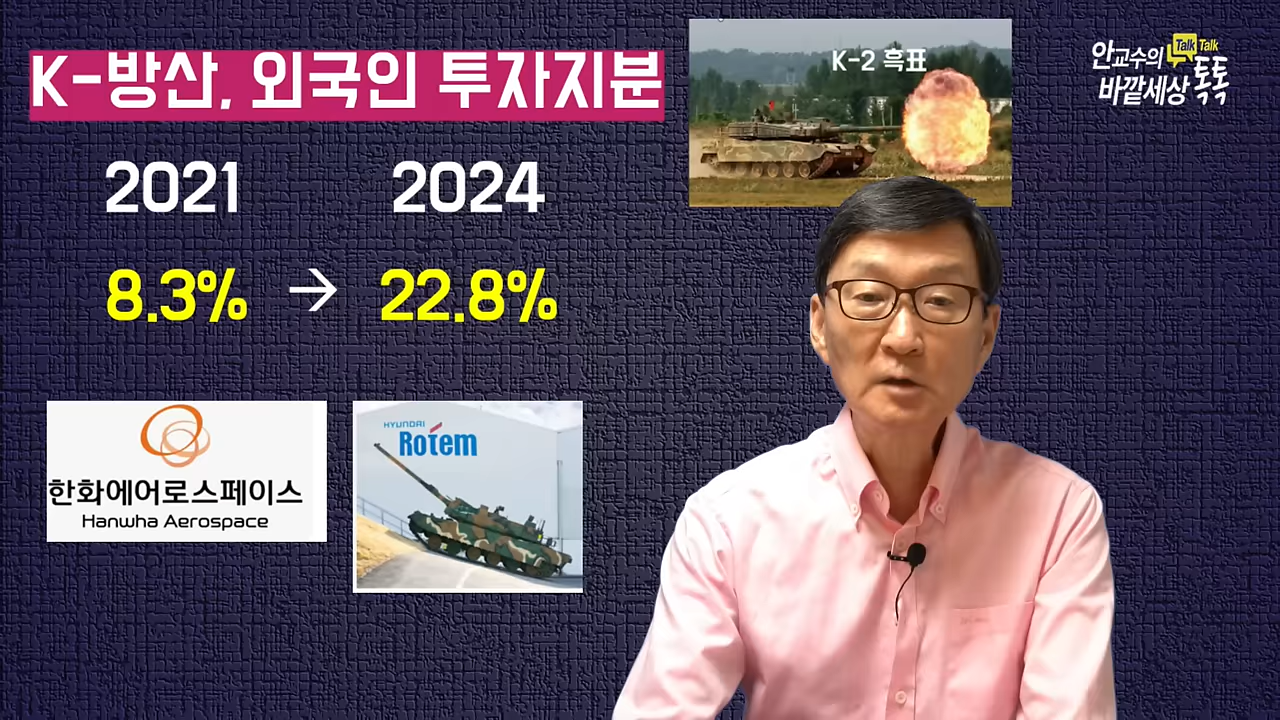 K-방산, 외국인 투자지분
2021
2024
8.3% → 22.8%
K-2 흑표
안교수의
Talk Talk
바깥세상 톡톡
한화에어로스페이스
Hanwha Aerospace
HYUNDAI
Rotem